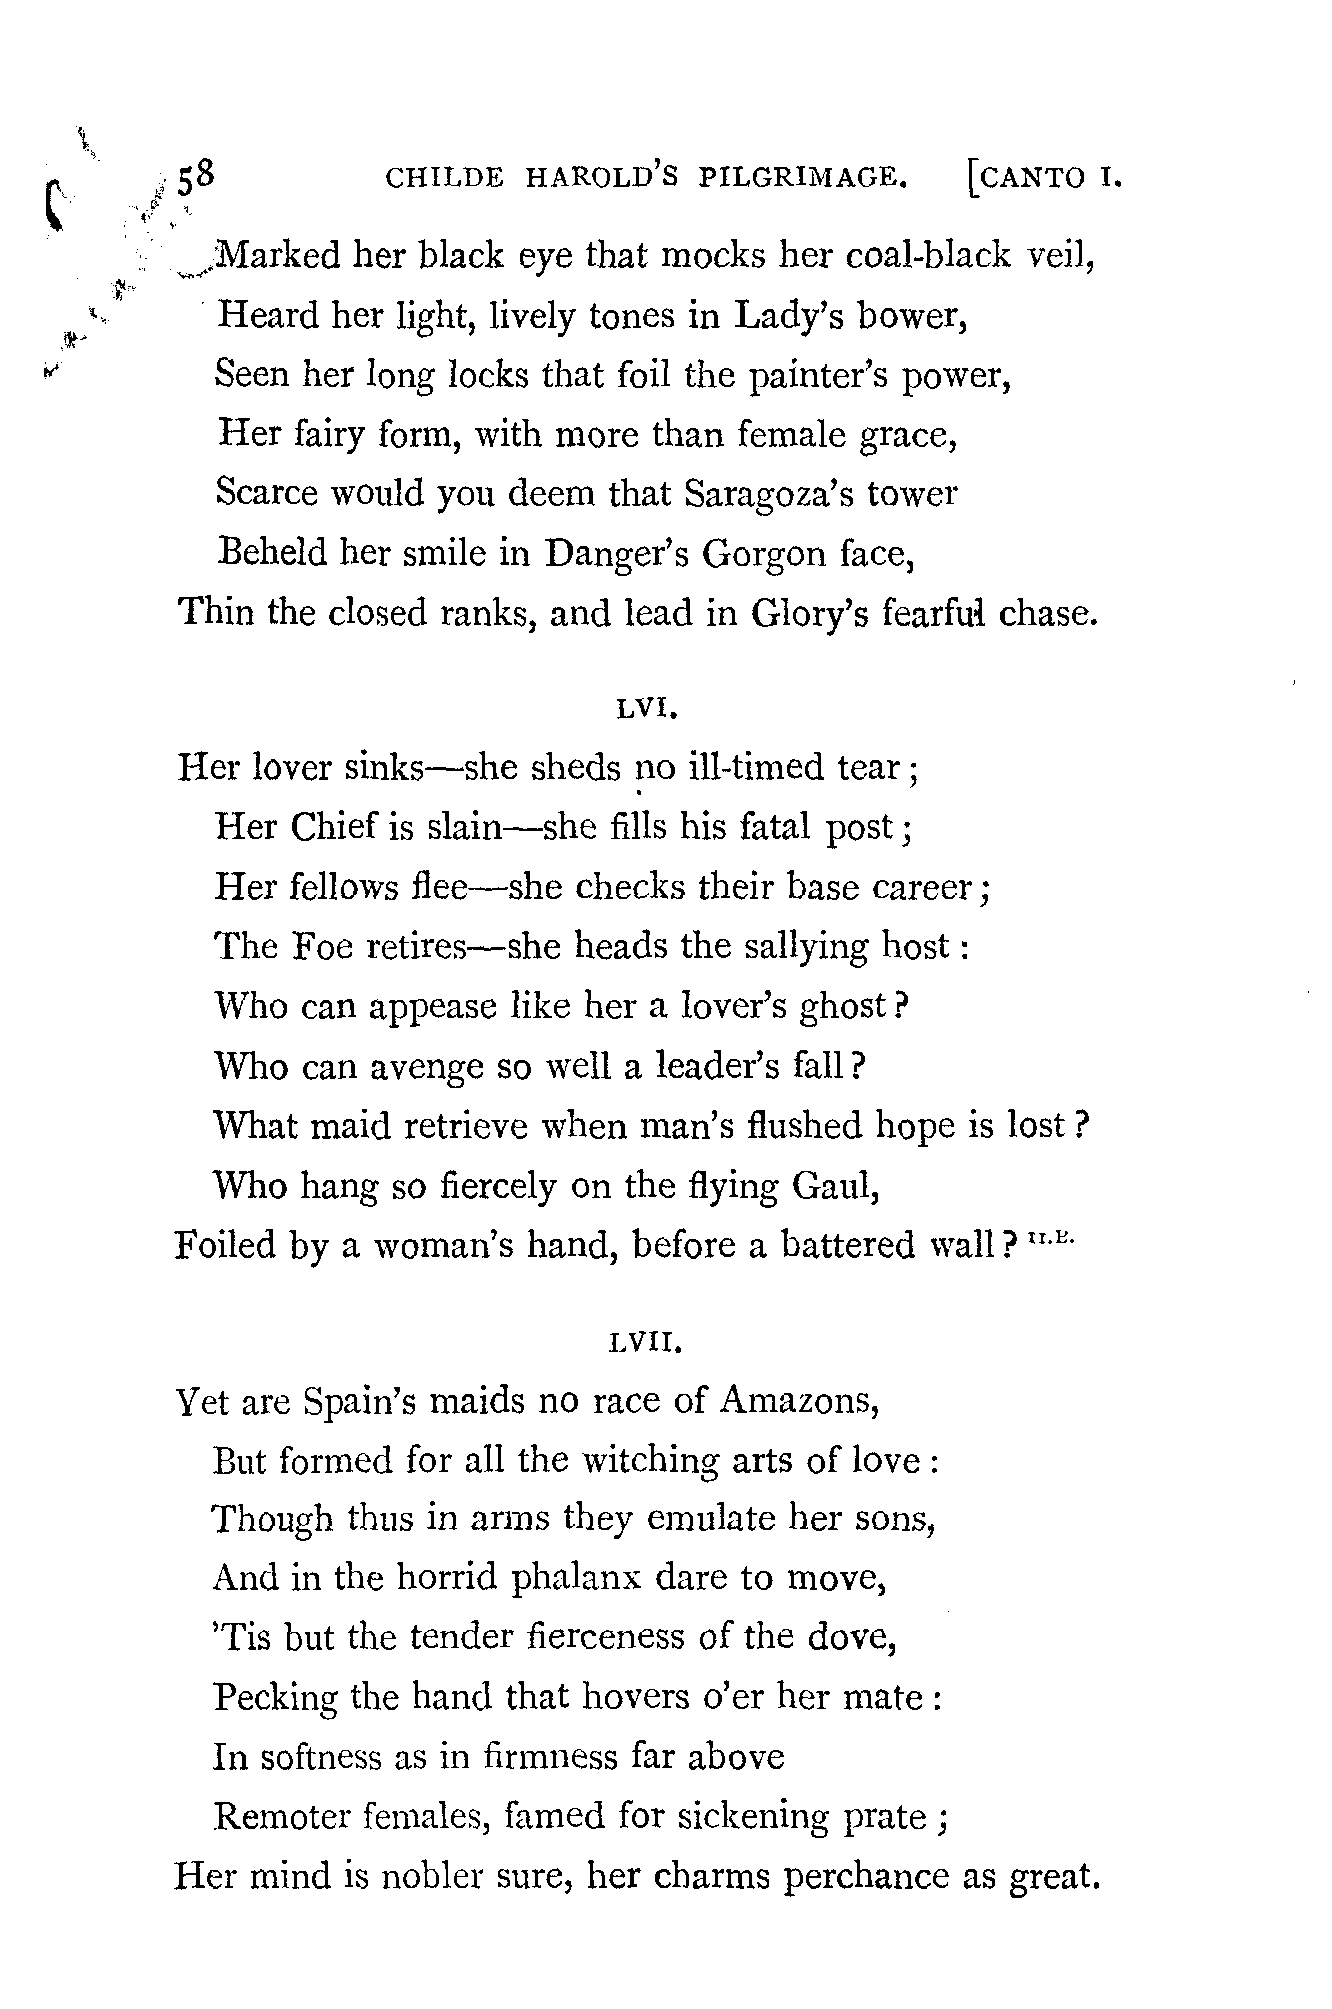 58 CHILDE HAROLD'S PILGRIMAGE. [CANTO I.
Marked her black eye that mocks her coal-black veil,
Heard her light, lively tones in Lady's bower,
Seen her long locks that foil the painter's power,
Her fairy form, with more than female grace,
Scarce would you deem that Saragoza's tower
Beheld her smile in Danger's Gorgon face,
Thin the closed ranks, and lead in Glory's fearful chase.
LVI.
Her lover sinks—she sheds no ill-timed tear;
Her Chief is slain—she fills his fatal post;
Her fellows flee—she checks their base career;
The Foe retires—she heads the sallying host:
Who can appease like her a lover's ghost?
Who can avenge so well a leader's fall?
What maid retrieve when man's flushed hope is lost?
Who hang so fiercely on the flying Gaul,
Foiled by a woman's hand, before a battered wall? 11.B.
LVII.
Yet are Spain's maids no race of Amazons,
But formed for all the witching arts of love:
Though thus in arms they emulate her sons,
And in the horrid phalanx dare to move,
'Tis but the tender fierceness of the dove,
Pecking the hand that hovers o'er her mate:
In softness as in firmness far above
Remoter females, famed for sickening prate;
Her mind is nobler sure, her charms perchance as great.